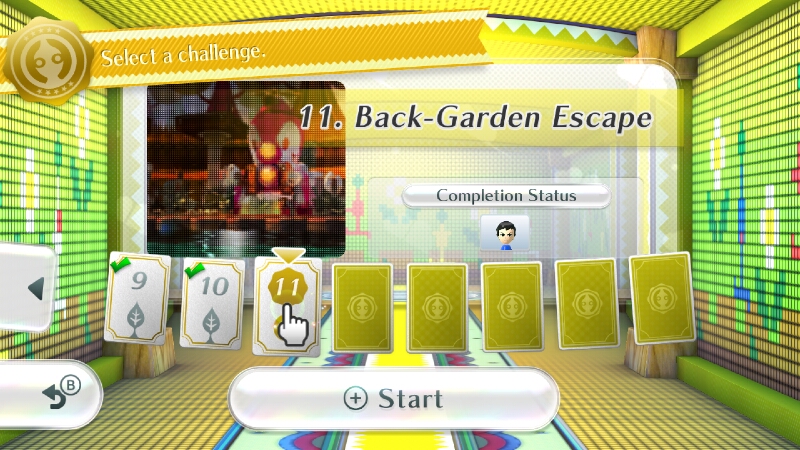 Select a challenge.
11. Back-Garden Escape
Completion Status
9
10
11
B
Start